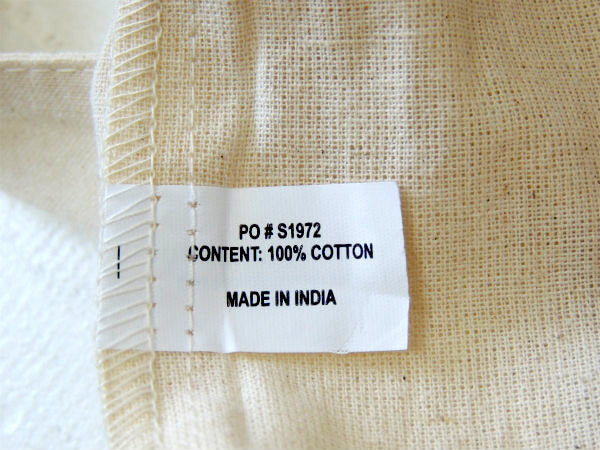 PO # S1972
CONTENT: 100% COTTON
MADE IN INDIA